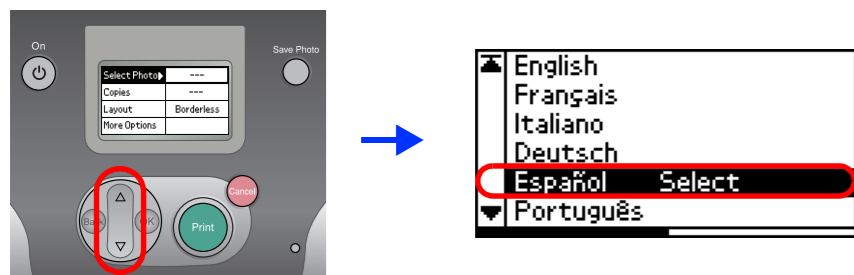 On
Save Photo
Select Photo ---
Copies ---
Layout Borderless
More Options
Cancel
Back OK
Print
English
Français
Italiano
Deutsch
Español Select
Português